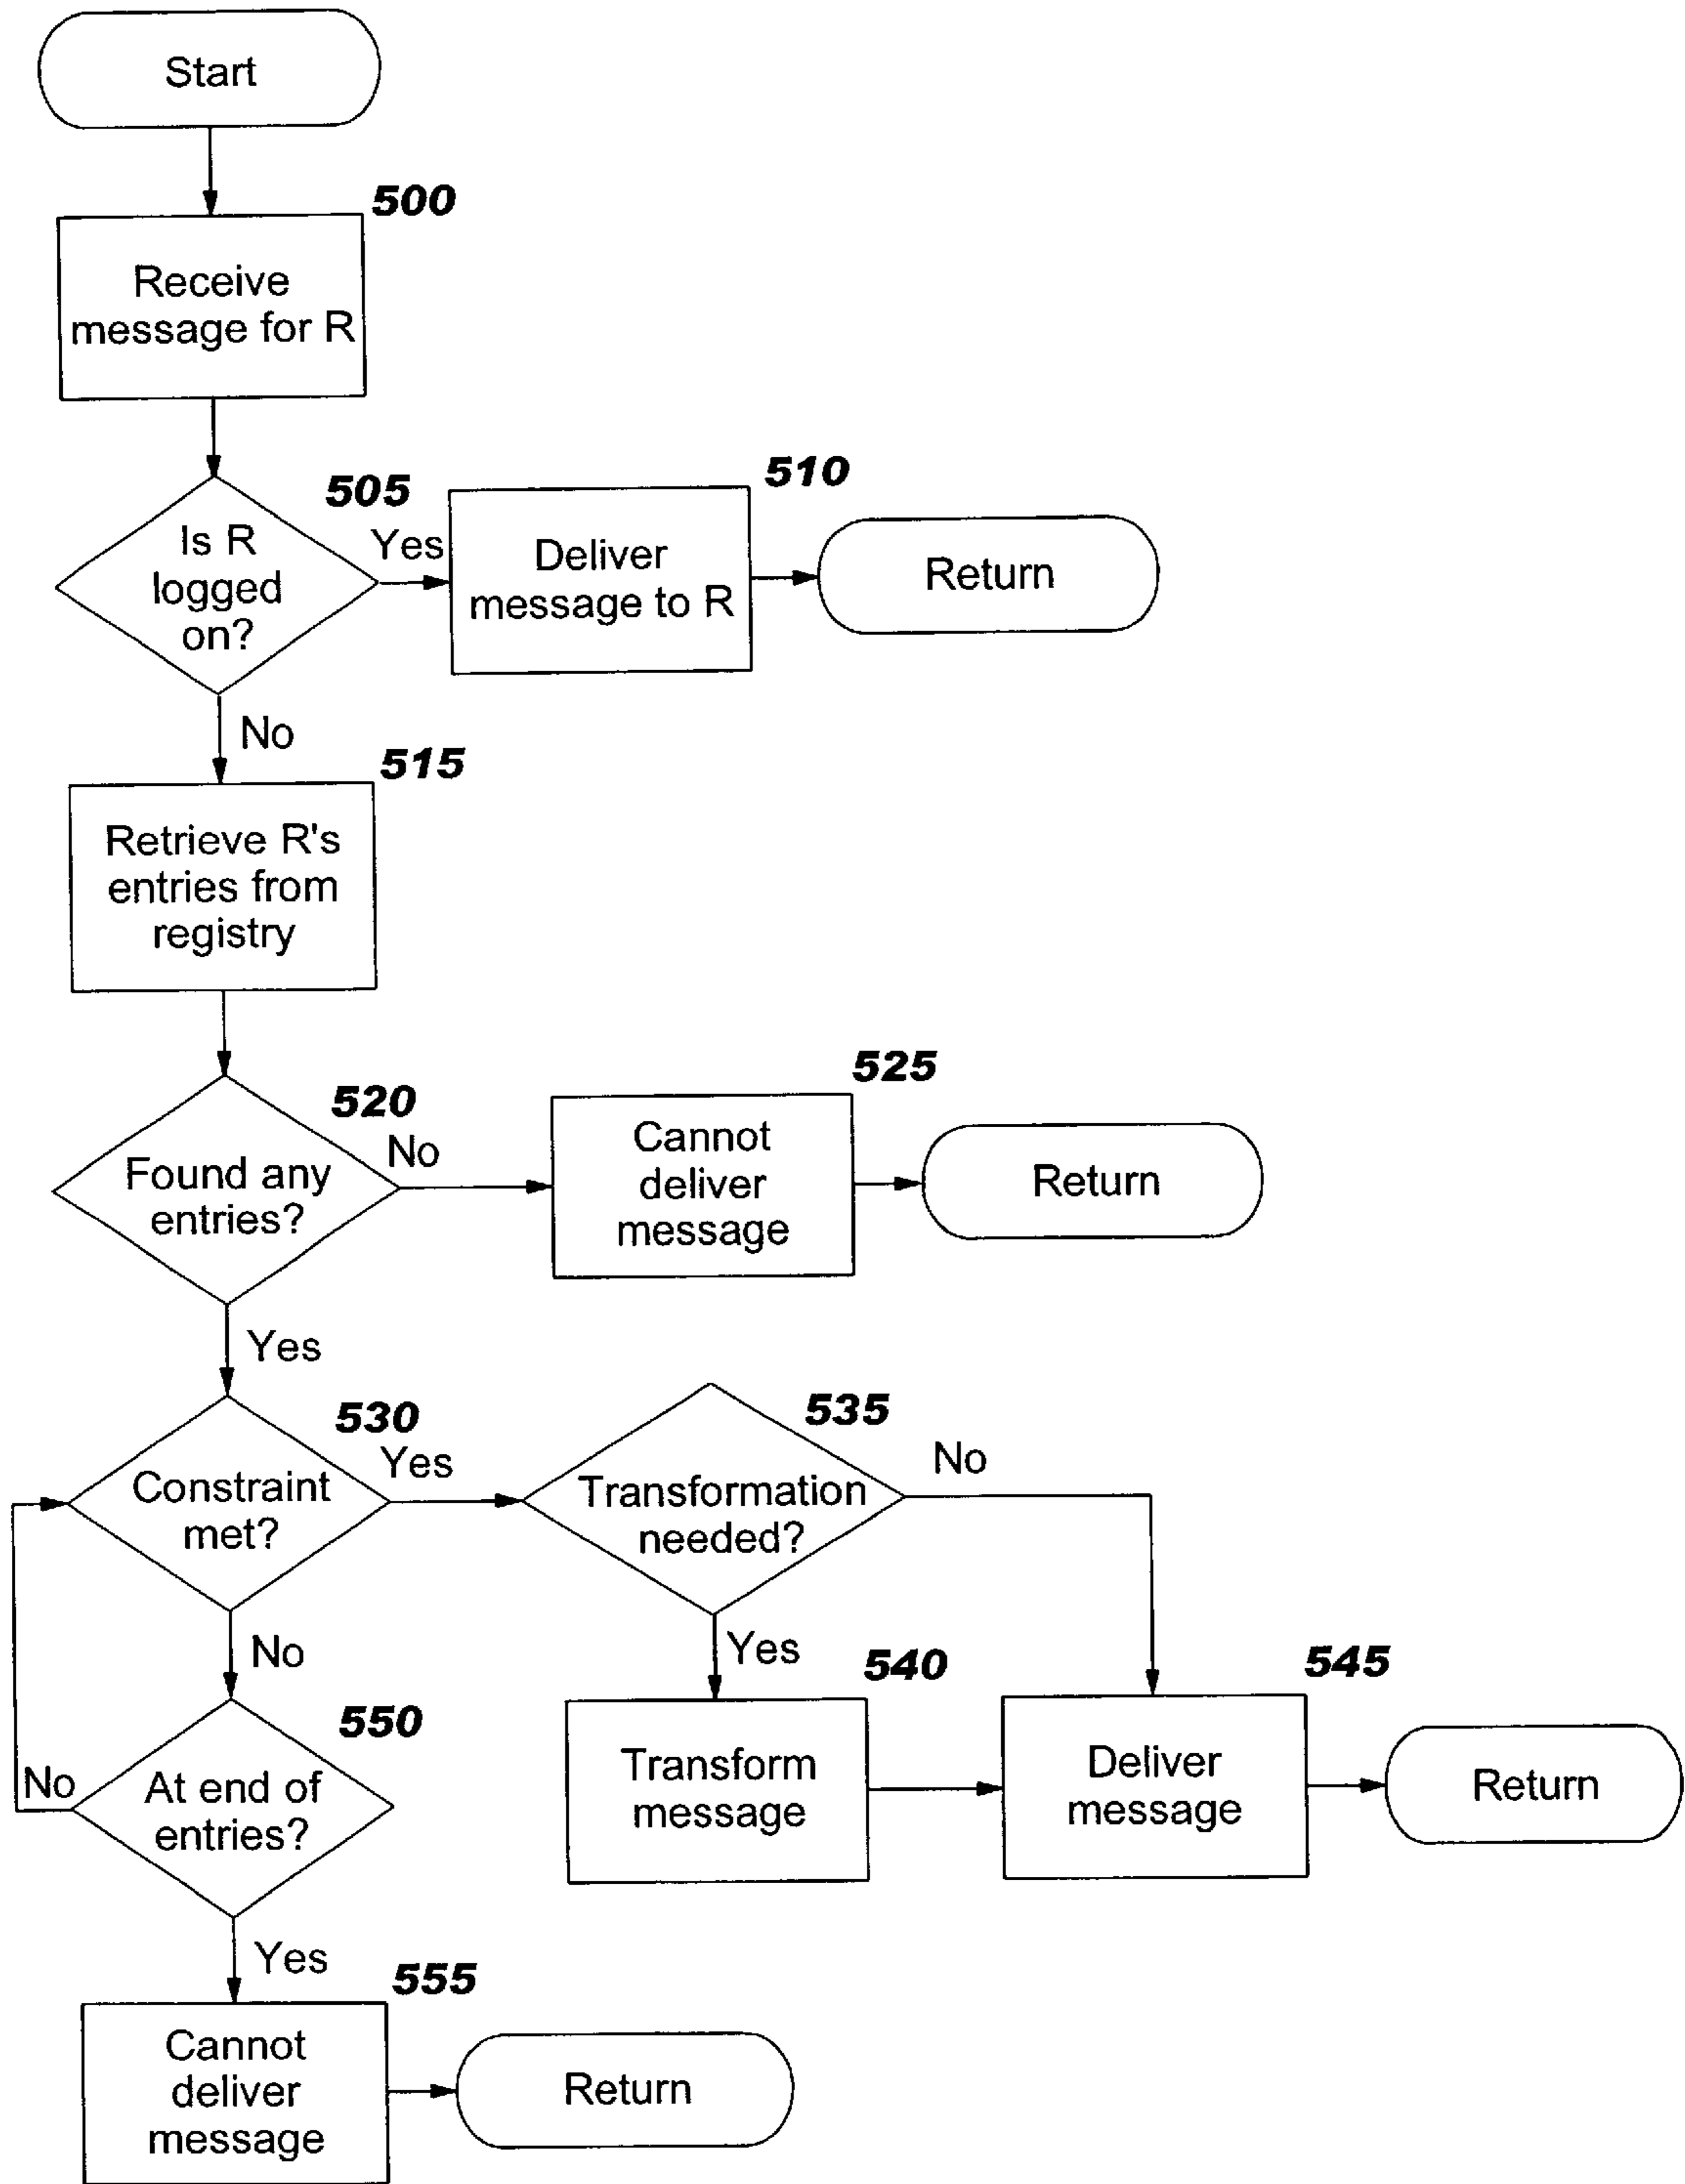 Start
500
Receive
message for R
505
Is R
logged
on?
Yes
510
Deliver
message to R
Return
No
515
Retrieve R's
entries from
registry
520
Found any
entries?
No
525
Cannot
deliver
message
Return
Yes
530
Constraint
met?
Yes
535
Transformation
needed?
No
No
Yes
540
Transform
message
545
Deliver
message
Return
550
At end of
entries?
No
Yes
555
Cannot
deliver
message
Return